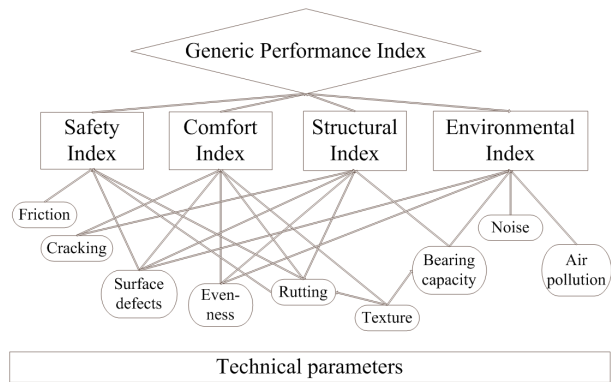 Generic Performance Index
Safety
Index
Comfort
Index
Structural
Index
Environmental
Index
Friction
Cracking
Surface
defects
Even-
ness
Rutting
Texture
Bearing
capacity
Noise
Air
pollution
Technical parameters